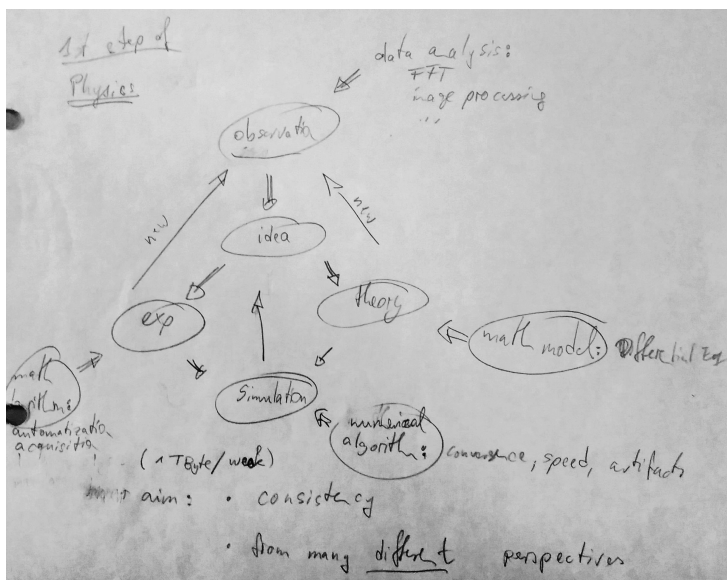 1st step of
Physics
data analysis:
FFT
image processing
"
observation
new
new
idea
exp
theory
math model: Differential Eq
math
automatization
acquisition
Simulation
numerical
algorithm: convergence, speed, artifacts
(1 TByte/week)
aim: • consistency
• from many different perspectives